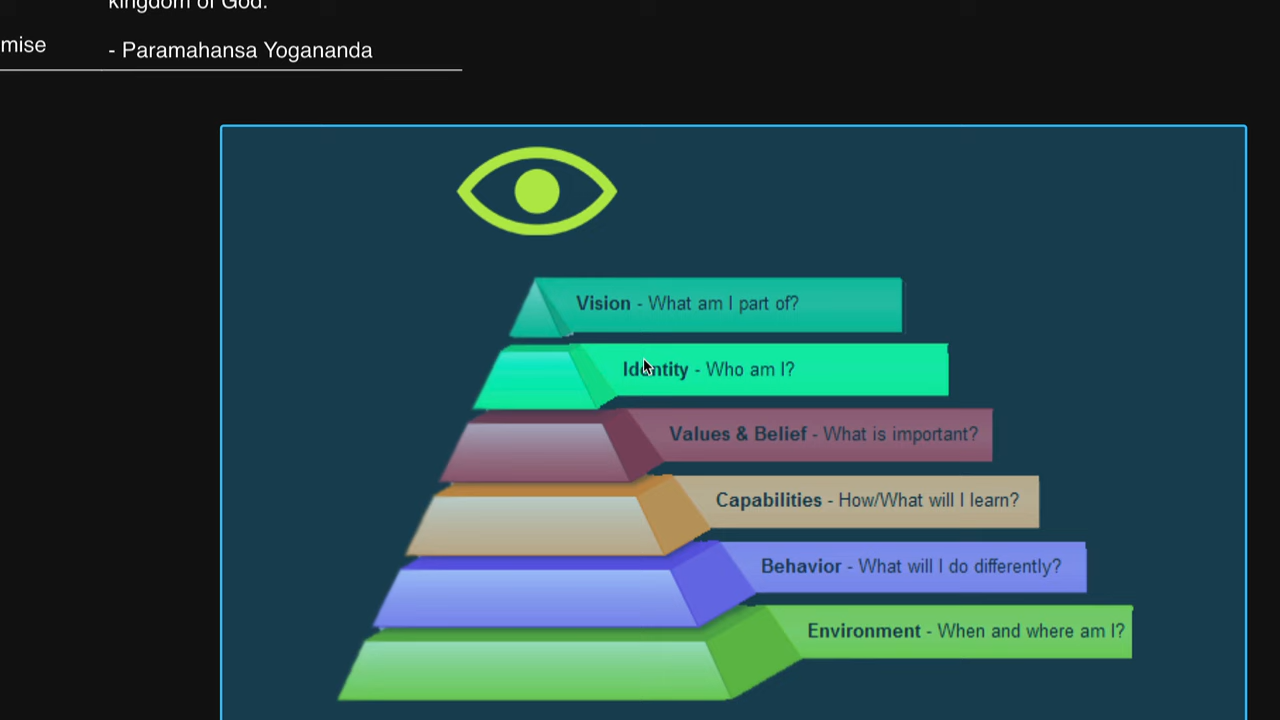 kingdom of God.
mise
- Paramahansa Yogananda
Vision - What am I part of?
Identity - Who am I?
Values & Belief - What is important?
Capabilities - How/What will I learn?
Behavior - What will I do differently?
Environment - When and where am I?